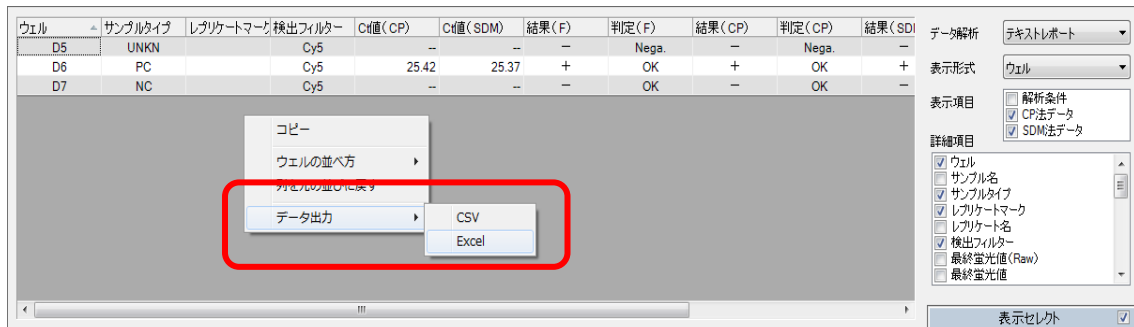 ウェル サンプルタイプ レプリケートマーク 検出フィルター Ct値(CP) Ct値(SDM) 結果(F) 判定(F) 結果(CP) 判定(CP) 結果(SD
D5 UNKN Cy5 -- -- － Nega. － Nega. －
D6 PC Cy5 25.42 25.37 + OK + OK +
D7 NC Cy5 -- -- － OK － OK －
コピー
ウェルの並べ方
列を元の並びに戻す
データ出力
CSV
Excel
データ解析 テキストレポート
表示形式 ウェル
表示項目
解析条件
CP法データ
SDM法データ
詳細項目
ウェル
サンプル名
サンプルタイプ
レプリケートマーク
レプリケート名
検出フィルター
最終蛍光値(Raw)
最終蛍光値
表示セレクト